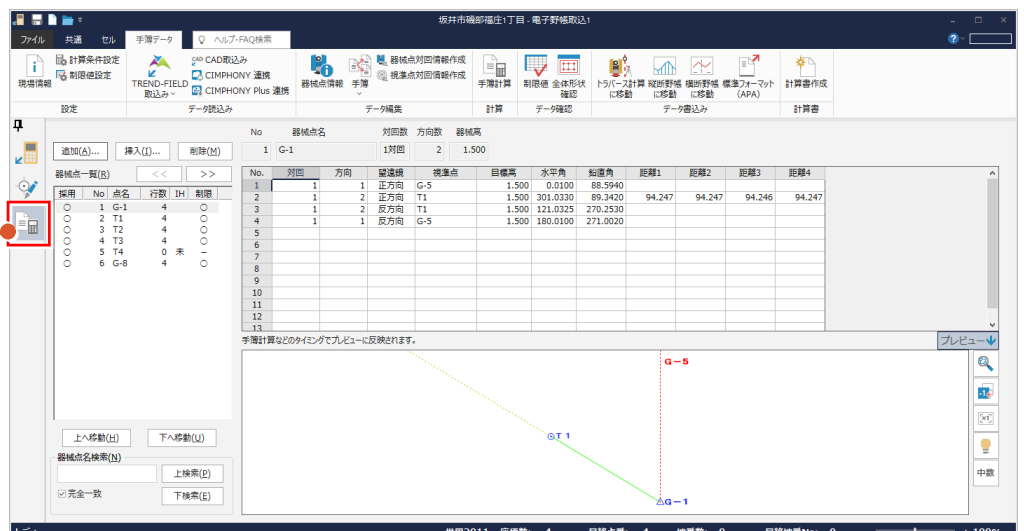 坂井市磯部福庄1丁目 - 電子野帳取込1
ファイル 共通 セル 手簿データ ヘルプ・FAQ検索
現場情報 計算条件設定 制限値設定
TREND-FIELD 取込み CAD CAD取込み CIMPHONY 連携 CIMPHONY Plus 連携
器械点情報 手簿 器械点対回情報作成 視準点対回情報作成
手簿計算 制限値 全体形状 確認
トラバース計算 に移動 縦断野帳 に移動 横断野帳 に移動 標準フォーマット (APA) 計算書作成
設定 データ読込み データ編集 計算 データ確認 データ書込み 計算書
No 器械点名 対回数 方向数 器械高
追加(A)... 挿入(I)... 削除(M)
1 G-1 1対回 2 1.500
器械点一覧(R) << >>
採用 No 点名 行数 IH 制限
○ 1 G-1 4 ○
○ 2 T1 4 ○
○ 3 T2 4 ○
○ 4 T3 4 ○
○ 5 T4 0 未 −
○ 6 G-8 4 ○
No. 対回 方向 望遠鏡 視準点 目標高 水平角 鉛直角 距離1 距離2 距離3 距離4
1 1 1 正方向 G-5 1.500 0.0100 88.5940
2 1 2 正方向 T1 1.500 301.0330 89.3420 94.247 94.247 94.246 94.247
3 1 2 反方向 T1 1.500 121.0325 270.2530
4 1 1 反方向 G-5 1.500 180.0100 271.0020
5
6
7
8
9
10
11
12
13
手簿計算などのタイミングでプレビューに反映されます。
プレビュー
G−5
T 1
G−1
-1
[×1]
中数
上へ移動(H) 下へ移動(U)
器械点名検索(N)
上検索(P)
完全一致 下検索(E)